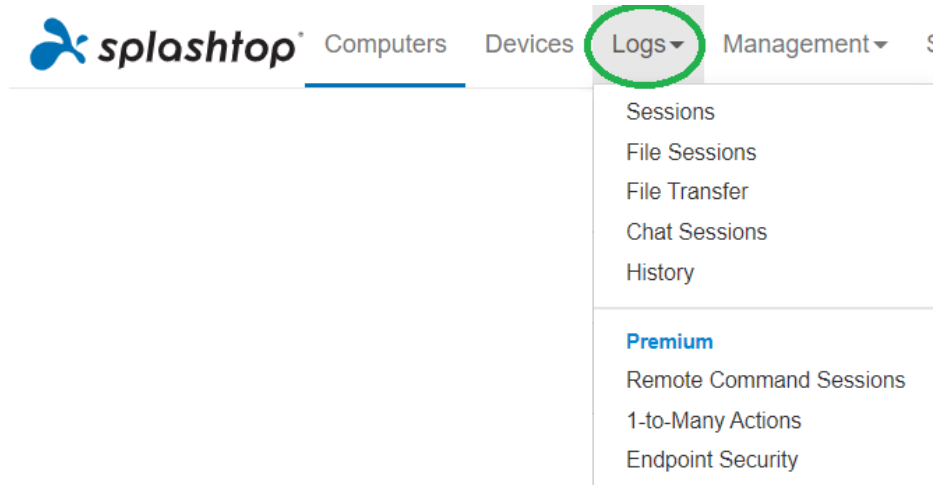 splashtop Computers Devices Logs Management S
Sessions
File Sessions
File Transfer
Chat Sessions
History
Premium
Remote Command Sessions
1-to-Many Actions
Endpoint Security